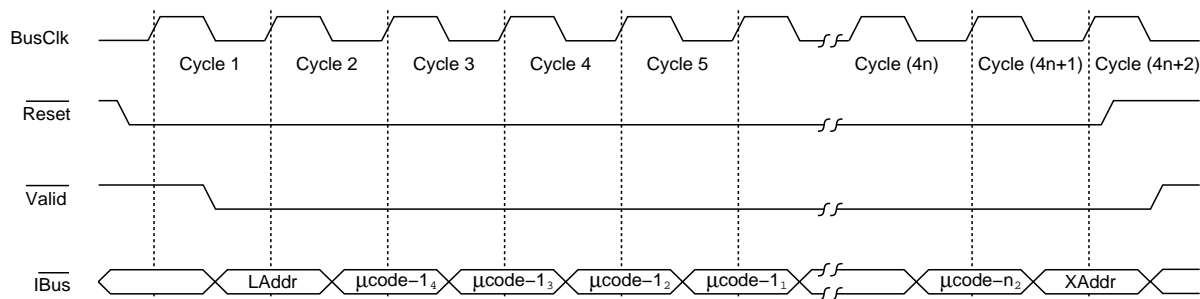 BusClk
Cycle 1 Cycle 2 Cycle 3 Cycle 4 Cycle 5 Cycle (4n) Cycle (4n+1) Cycle (4n+2)
Reset
Valid
IBus LAddr μcode−1₄ μcode−1₃ μcode−1₂ μcode−1₁ μcode−n₂ XAddr